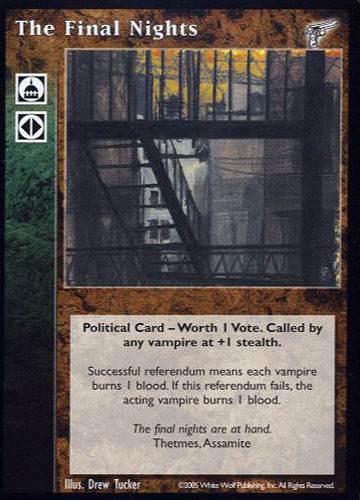 The Final Nights
Political Card – Worth 1 Vote. Called by
any vampire at +1 stealth.
Successful referendum means each vampire
burns 1 blood. If this referendum fails, the
acting vampire burns 1 blood.
The final nights are at hand.
Thetmes, Assamite
Illus. Drew Tucker
©2005 White Wolf Publishing, Inc. All Rights Reserved.